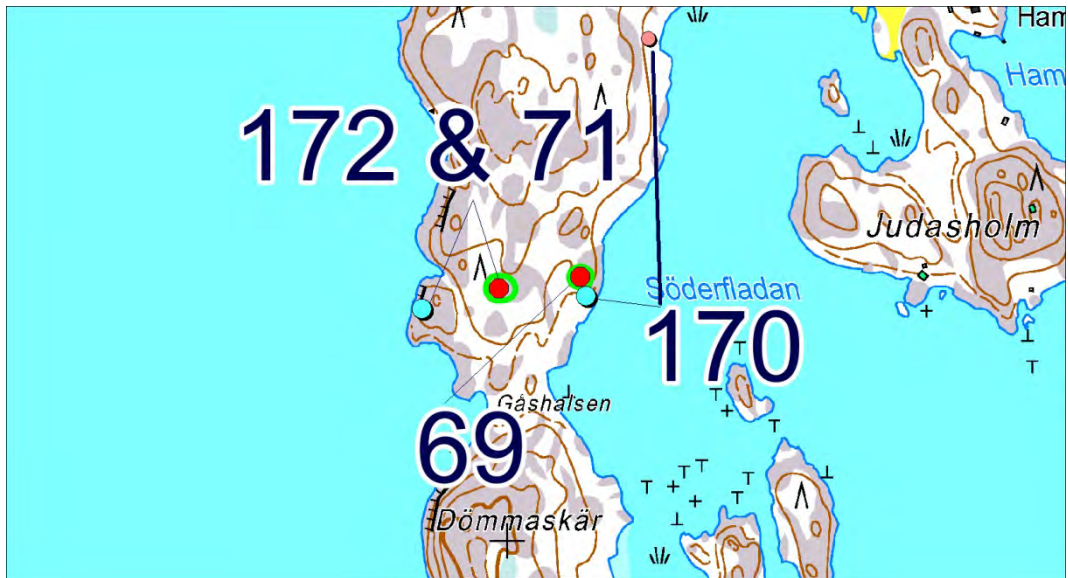 Ham
Ham
172 & 71
Judasholm
Söderfladan
170
Gåshalsen
69
Dömmaskär